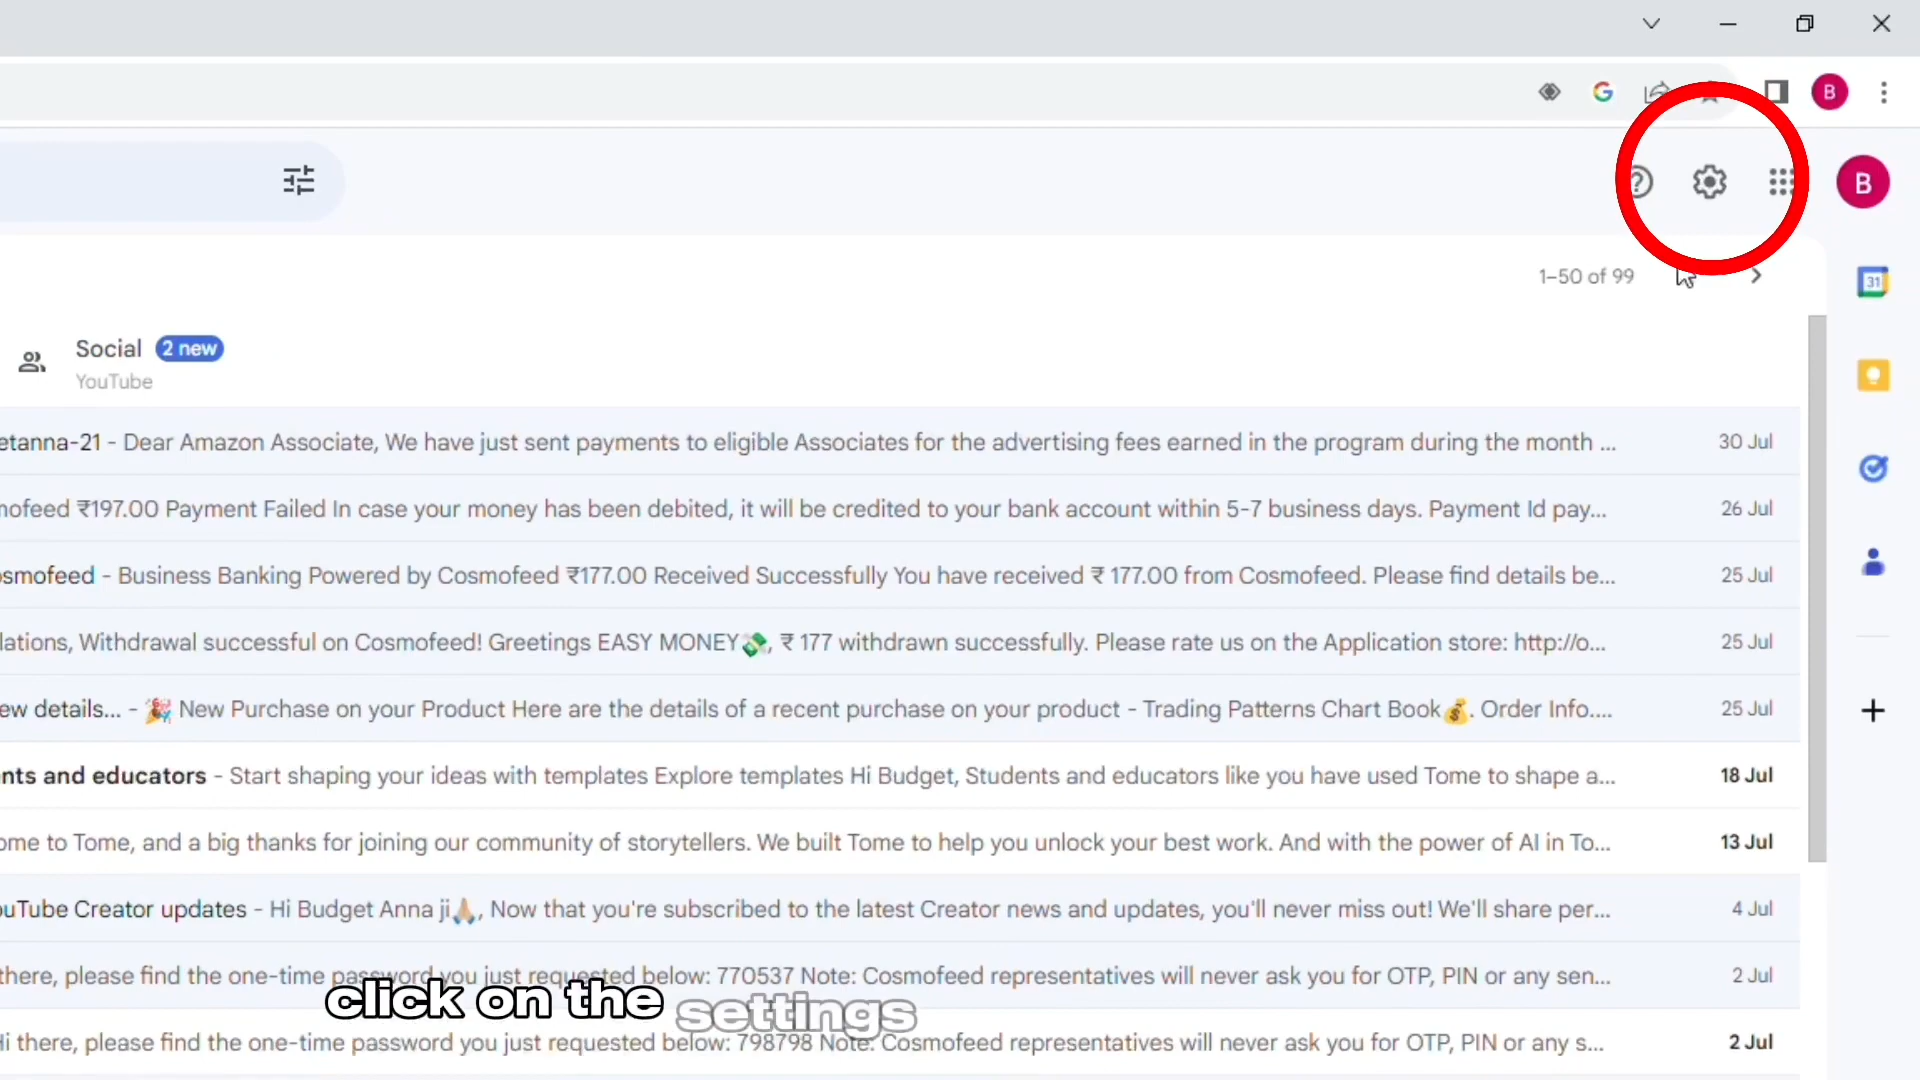 B
?
B
1–50 of 99
31
Social 2 new
YouTube
etanna-21 - Dear Amazon Associate, We have just sent payments to eligible Associates for the advertising fees earned in the program during the month ... 30 Jul
mofeed ₹197.00 Payment Failed In case your money has been debited, it will be credited to your bank account within 5-7 business days. Payment Id pay... 26 Jul
osmofeed - Business Banking Powered by Cosmofeed ₹177.00 Received Successfully You have received ₹ 177.00 from Cosmofeed. Please find details be... 25 Jul
lations, Withdrawal successful on Cosmofeed! Greetings EASY MONEY💸, ₹ 177 withdrawn successfully. Please rate us on the Application store: http://o... 25 Jul
ew details... - 🎉 New Purchase on your Product Here are the details of a recent purchase on your product - Trading Patterns Chart Book💰. Order Info.... 25 Jul
nts and educators - Start shaping your ideas with templates Explore templates Hi Budget, Students and educators like you have used Tome to shape a... 18 Jul
ome to Tome, and a big thanks for joining our community of storytellers. We built Tome to help you unlock your best work. And with the power of AI in To... 13 Jul
ouTube Creator updates - Hi Budget Anna ji🙏🏼, Now that you're subscribed to the latest Creator news and updates, you'll never miss out! We'll share per... 4 Jul
there, please find the one-time password you just requested below: 770537 Note: Cosmofeed representatives will never ask you for OTP, PIN or any sen... 2 Jul
click on the settings
Hi there, please find the one-time password you just requested below: 798798 Note: Cosmofeed representatives will never ask you for OTP, PIN or any s... 2 Jul